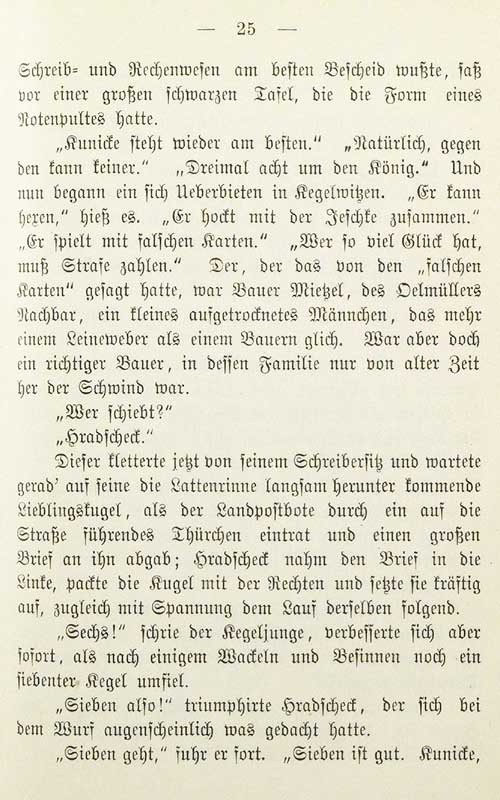 — 25 —
Schreib= und Rechenwesen am besten Bescheid wußte, saß
vor einer großen schwarzen Tafel, die die Form eines
Notenpultes hatte.
„Kunicke steht wieder am besten.“ „Natürlich, gegen
den kann keiner.“ „Dreimal acht um den König.“ Und
nun begann ein sich Ueberbieten in Kegelwitzen. „Er kann
hexen,“ hieß es. „Er hockt mit der Jeschke zusammen.“
„Er spielt mit falschen Karten.“ „Wer so viel Glück hat,
muß Strafe zahlen.“ Der, der das von den „falschen
Karten“ gesagt hatte, war Bauer Mietzel, des Oelmüllers
Nachbar, ein kleines aufgetrocknetes Männchen, das mehr
einem Leineweber als einem Bauern glich. War aber doch
ein richtiger Bauer, in dessen Familie nur von alter Zeit
her der Schwind war.
„Wer schiebt?“
„Hradscheck.“
Dieser kletterte jetzt von seinem Schreibersitz und wartete
gerad’ auf seine die Lattenrinne langsam herunter kommende
Lieblingskugel, als der Landpostbote durch ein auf die
Straße führendes Thürchen eintrat und einen großen
Brief an ihn abgab; Hradscheck nahm den Brief in die
Linke, packte die Kugel mit der Rechten und setzte sie kräftig
auf, zugleich mit Spannung dem Lauf derselben folgend.
„Sechs!“ schrie der Kegeljunge, verbesserte sich aber
sofort, als nach einigem Wackeln und Besinnen noch ein
siebenter Kegel umfiel.
„Sieben also!“ triumphirte Hradscheck, der sich bei
dem Wurf augenscheinlich was gedacht hatte.
„Sieben geht,“ fuhr er fort. „Sieben ist gut. Kunicke,